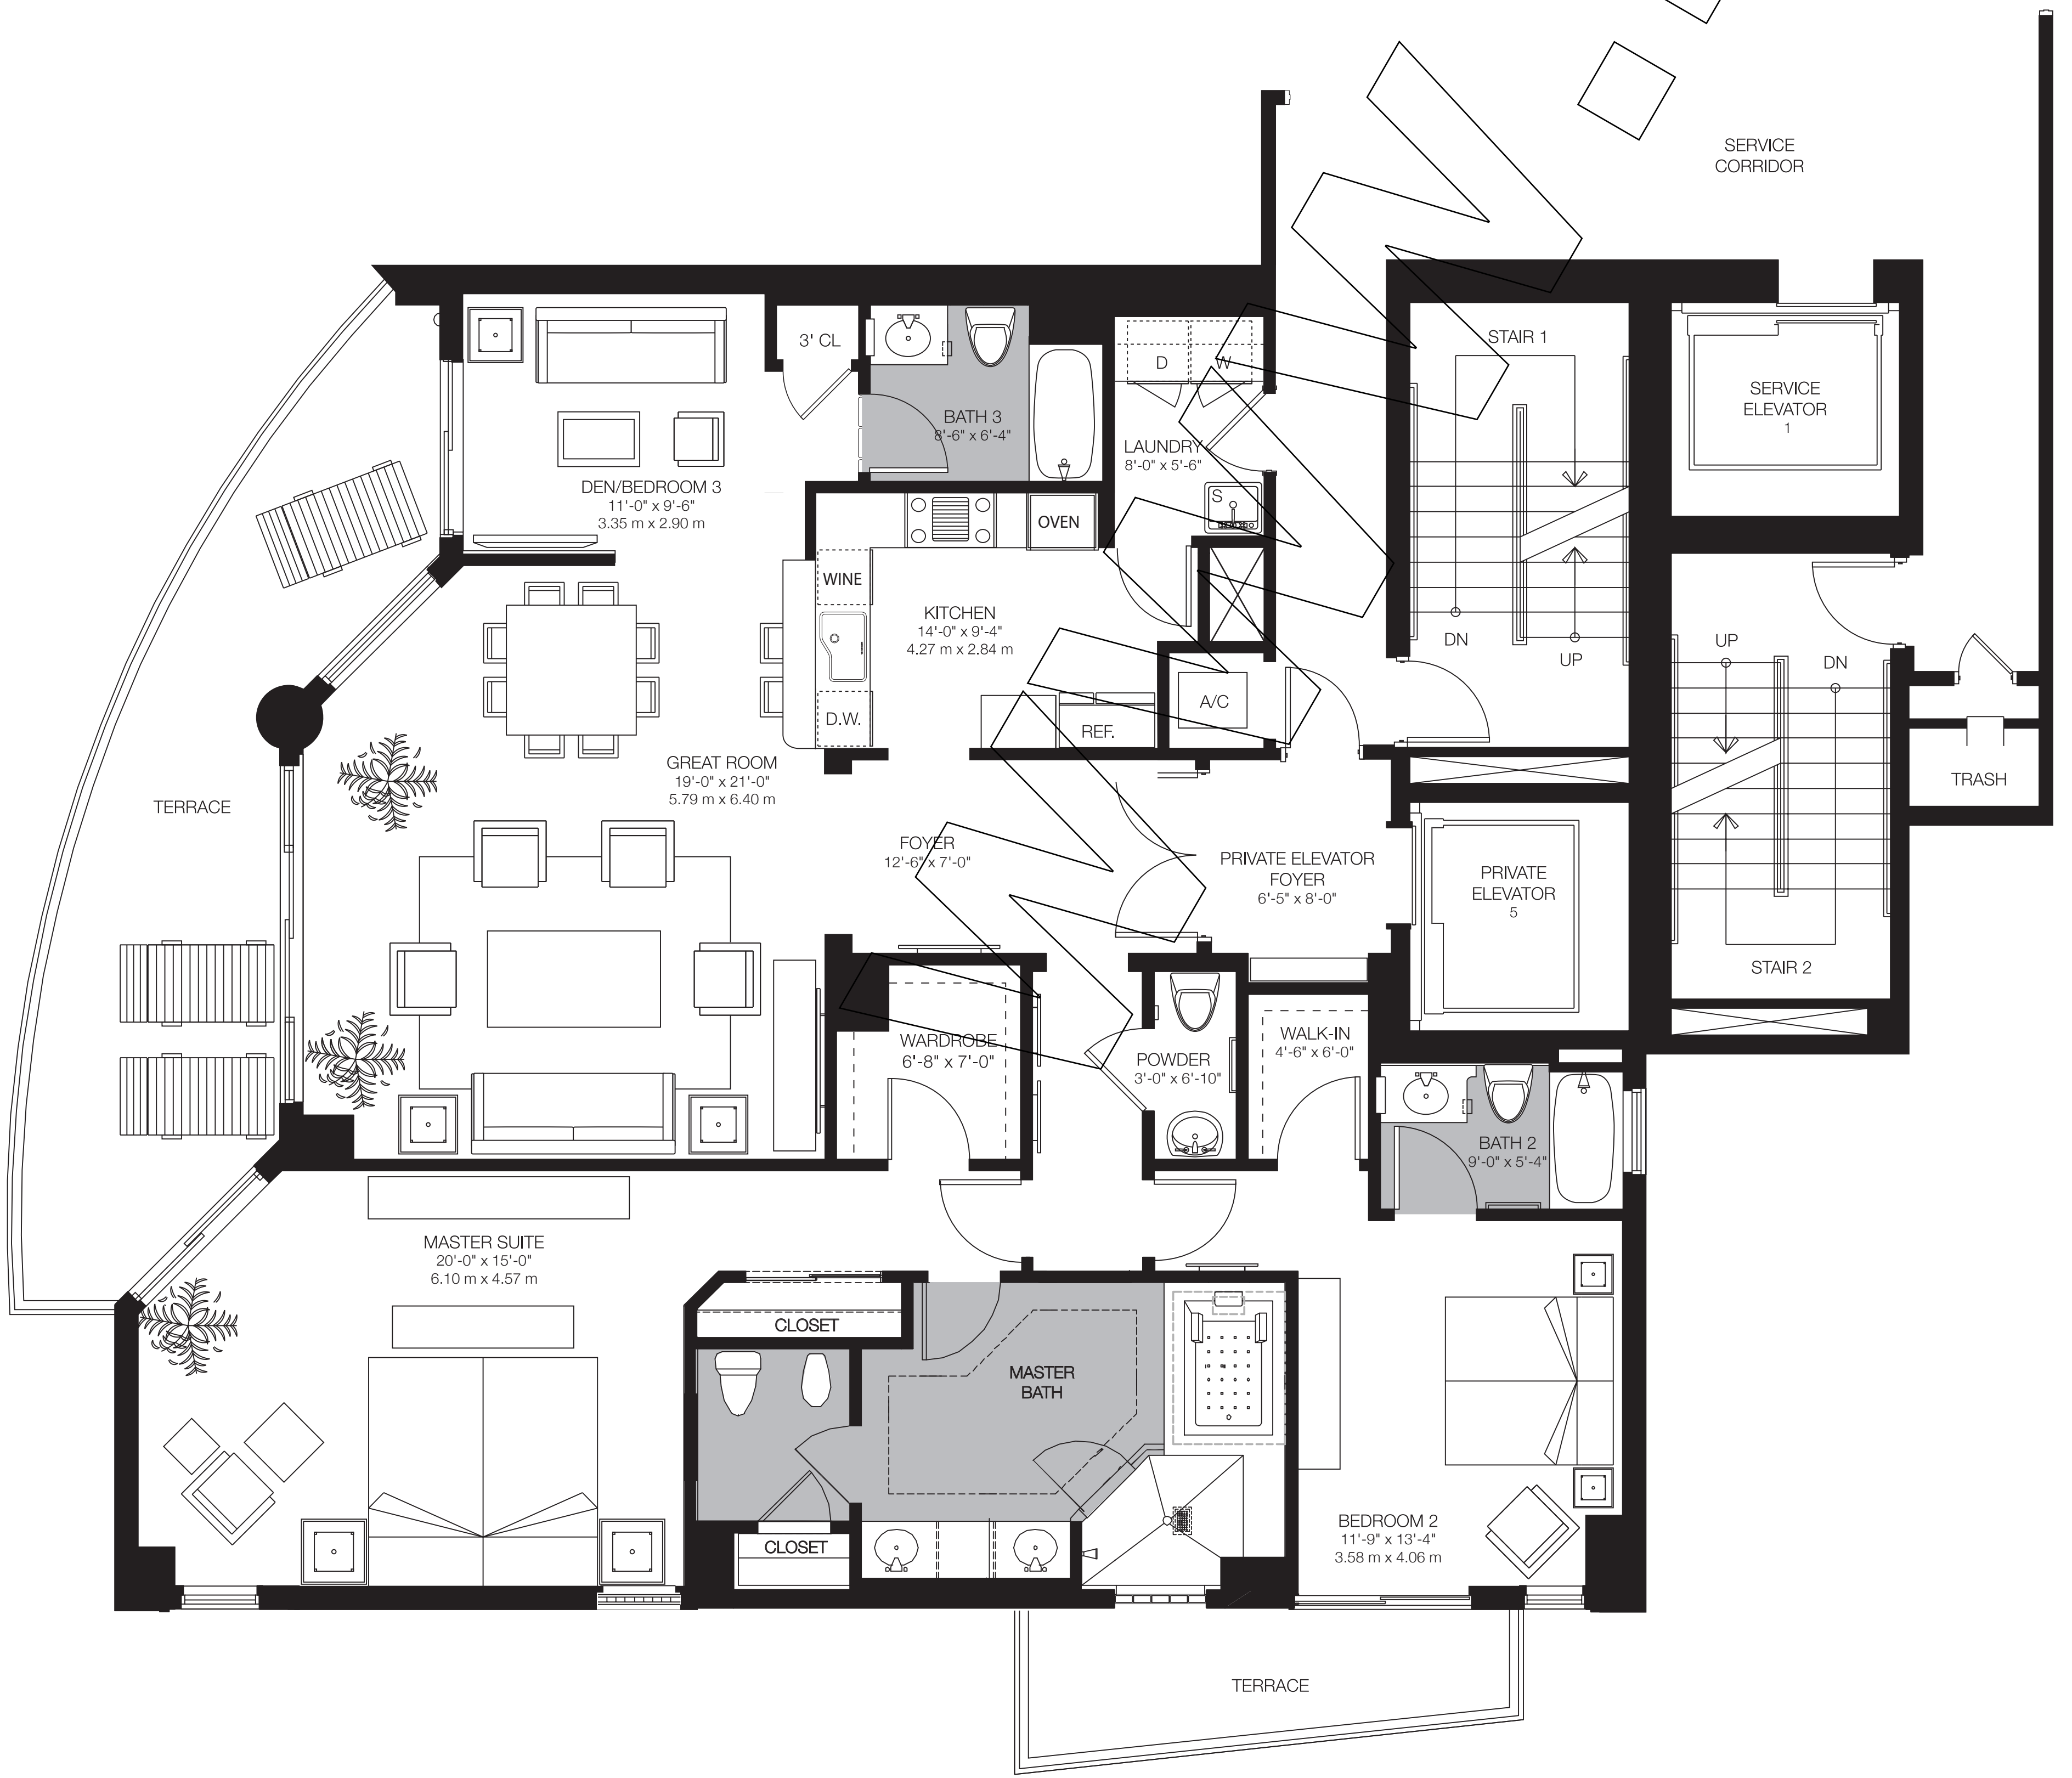 SERVICE
CORRIDOR
STAIR 1
3' CL
D
W
SERVICE
ELEVATOR
1
BATH 3
8'-6" x 6'-4"
LAUNDRY
8'-0" x 5'-6"
DEN/BEDROOM 3
11'-0" x 9'-6"
3.35 m x 2.90 m
S
OVEN
WINE
KITCHEN
14'-0" x 9'-4"
4.27 m x 2.84 m
DN
UP
UP
DN
A/C
D.W.
REF.
GREAT ROOM
19'-0" x 21'-0"
5.79 m x 6.40 m
TERRACE
TRASH
FOYER
12'-6" x 7'-0"
PRIVATE ELEVATOR
FOYER
6'-5" x 8'-0"
PRIVATE
ELEVATOR
5
STAIR 2
WARDROBE
6'-8" x 7'-0"
POWDER
3'-0" x 6'-10"
WALK-IN
4'-6" x 6'-0"
BATH 2
9'-0" x 5'-4"
MASTER SUITE
20'-0" x 15'-0"
6.10 m x 4.57 m
CLOSET
MASTER
BATH
CLOSET
BEDROOM 2
11'-9" x 13'-4"
3.58 m x 4.06 m
TERRACE